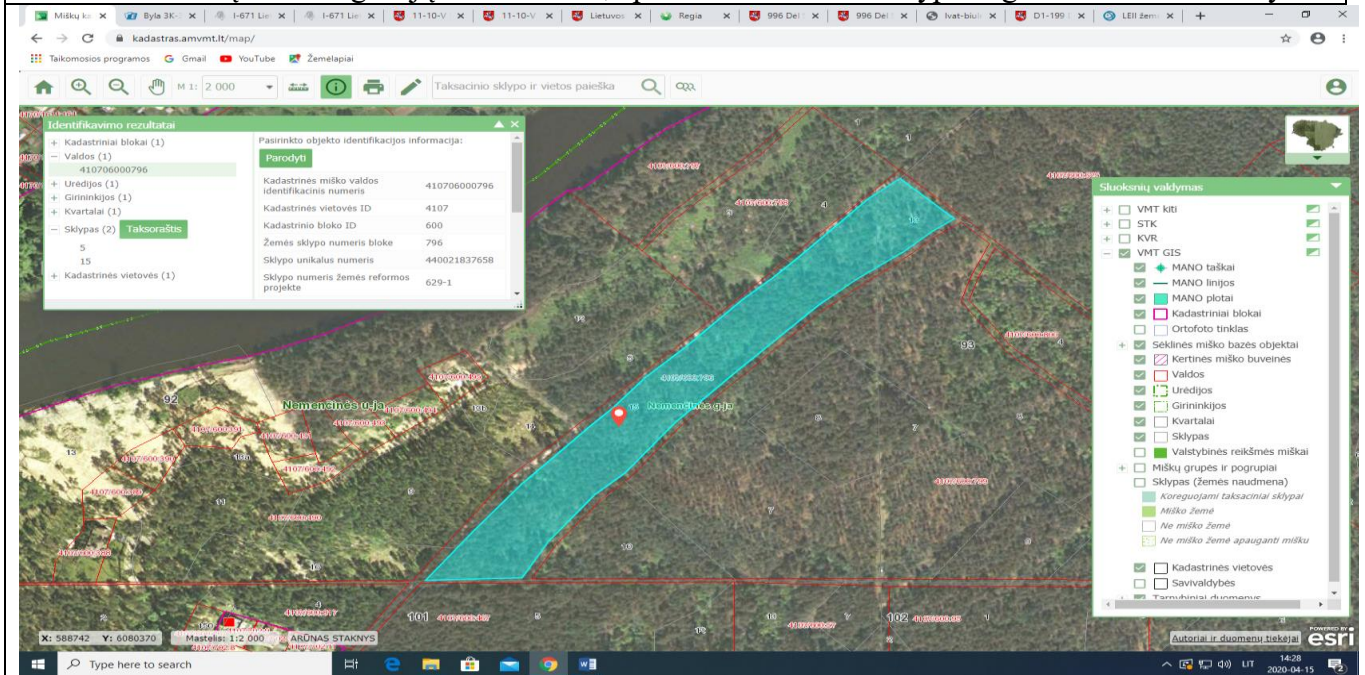 Miškų ka
Byla 3K-
I-671 Lie
I-671 Lie
11-10-V
11-10-V
Lietuvos
Regia
996 Del
996 Del
lvat-biul
D1-199
LEII žem
kadastras.amvmt.lt/map/
Taikomosios programos
Gmail
YouTube
Žemėlapiai
M 1: 2 000
Taksacinio sklypo ir vietos paieška
Identifikavimo rezultatai
+ Kadastriniai blokai (1)
− Valdos (1)
410706000796
+ Urėdijos (1)
+ Girininkijos (1)
+ Kvartalai (1)
− Sklypas (2) Taksoraštis
5
15
+ Kadastrinės vietovės (1)
Pasirinkto objekto identifikacijos informacija:
Parodyti
Kadastrinės miško valdos identifikacinis numeris 410706000796
Kadastrinės vietovės ID 4107
Kadastrinio bloko ID 600
Žemės sklypo numeris bloke 796
Sklypo unikalus numeris 440021837658
Sklypo numeris žemės reformos projekte 629-1
Sluoksnių valdymas
+ VMT kiti
+ STK
+ KVR
− VMT GIS
MANO taškai
MANO linijos
MANO plotai
Kadastriniai blokai
Ortofoto tinklas
+ Sėklinės miško bazės objektai
Kertinės miško buveinės
Valdos
Urėdijos
Girininkijos
Kvartalai
Sklypas
Valstybinės reikšmės miškai
+ Miškų grupės ir pogrupiai
Sklypas (žemės naudmena)
Koreguojami taksaciniai sklypai
Miško žemė
Ne miško žemė
Ne miško žemė apauganti mišku
Kadastrinės vietovės
Savivaldybės
Tarnybiniai duomenys
92
93
101
102
Nemenčinės u-ja
Nemenčinės g-ja
X: 588742 Y: 6080370
Mastelis: 1:2 000
ARŪNAS STAKNYS
Autoriai ir duomenų tiekėjai
POWERED BY
esri
Type here to search
LIT
14:28
2020-04-15